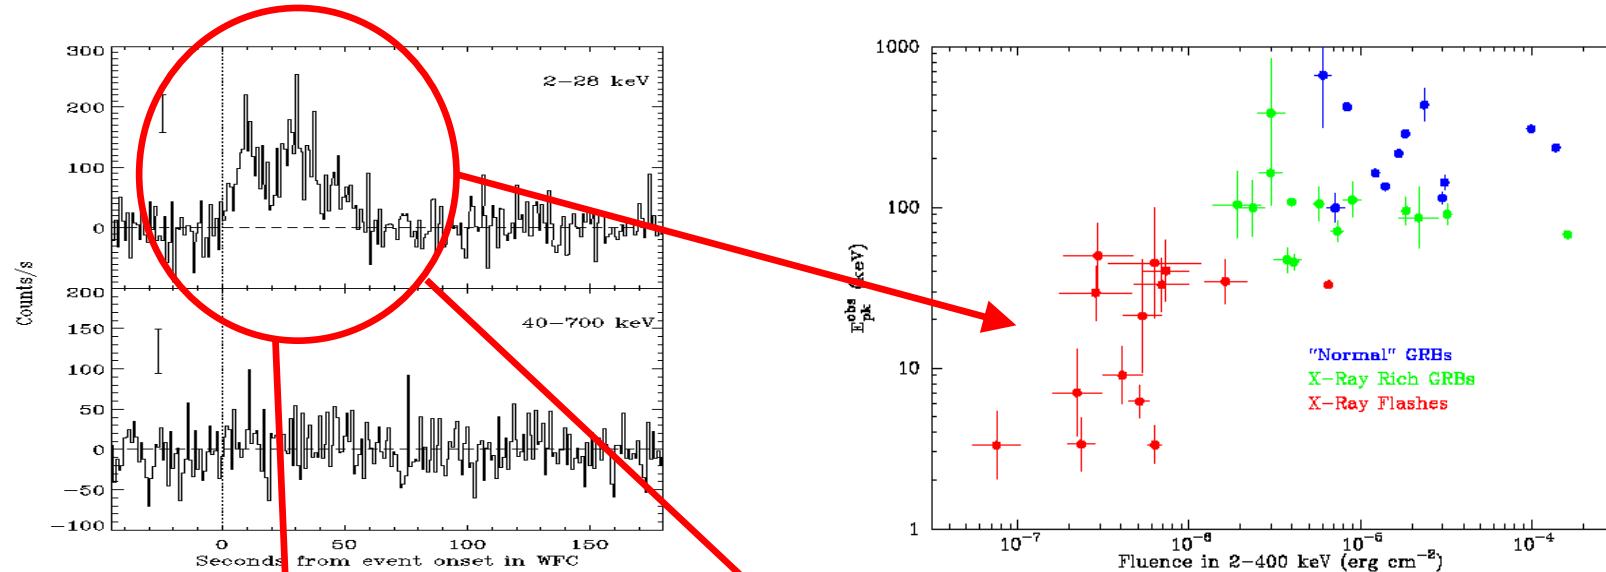 300
200
100
0
2-28 keV
Counts/s
200
150
100
50
0
-50
-100
40-700 keV
0 50 100 150
Seconds from event onset in WFC
1000
100
10
1
E_pk^obs (keV)
"Normal" GRBs
X-Ray Rich GRBs
X-Ray Flashes
10^-7 10^-6 10^-5 10^-4
Fluence in 2-400 keV (erg cm^-2)